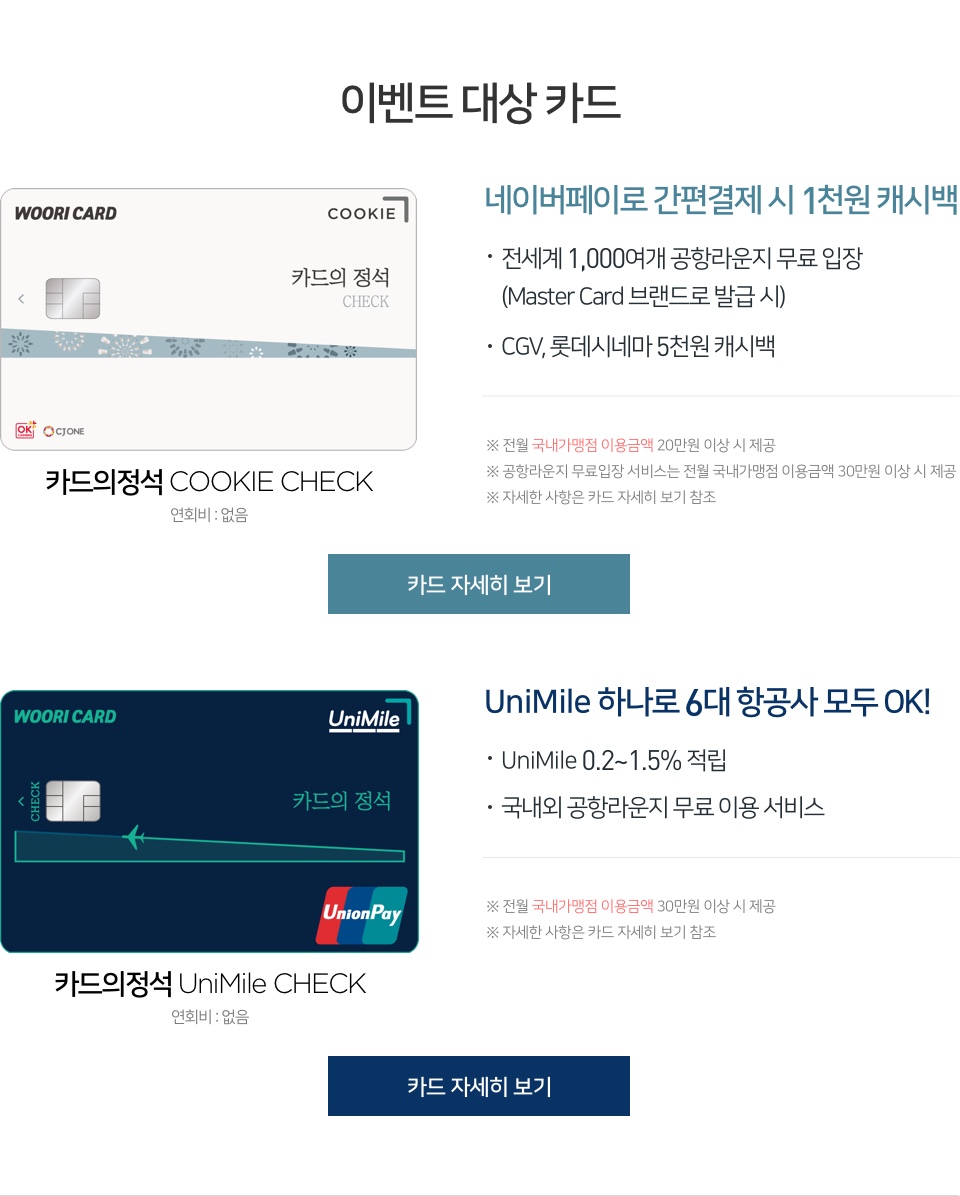 이벤트 대상 카드
WOORI CARD
COOKIE
카드의 정석
CHECK
OK
CJ ONE
카드의정석 COOKIE CHECK
연회비 : 없음
네이버페이로 간편결제 시 1천원 캐시백
· 전세계 1,000여개 공항라운지 무료 입장
(Master Card 브랜드로 발급 시)
· CGV, 롯데시네마 5천원 캐시백
※ 전월 국내가맹점 이용금액 20만원 이상 시 제공
※ 공항라운지 무료입장 서비스는 전월 국내가맹점 이용금액 30만원 이상 시 제공
※ 자세한 사항은 카드 자세히 보기 참조
카드 자세히 보기
WOORI CARD
UniMile
CHECK
카드의 정석
UnionPay
카드의정석 UniMile CHECK
연회비 : 없음
UniMile 하나로 6대 항공사 모두 OK!
· UniMile 0.2~1.5% 적립
· 국내외 공항라운지 무료 이용 서비스
※ 전월 국내가맹점 이용금액 30만원 이상 시 제공
※ 자세한 사항은 카드 자세히 보기 참조
카드 자세히 보기